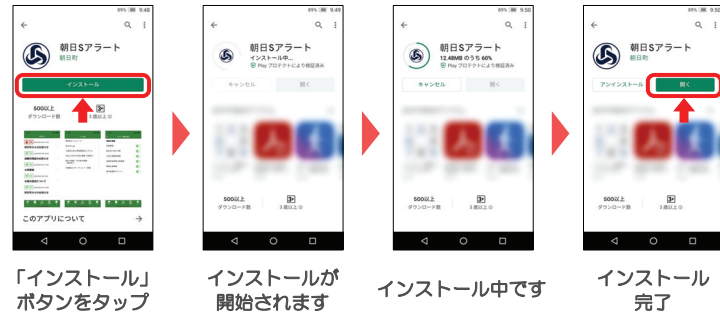 89% 9:48
朝日Sアラート
朝日町
インストール
500以上
ダウンロード数
3+
3歳以上
このアプリについて
「インストール」
ボタンをタップ
89% 9:49
朝日Sアラート
インストール中...
Play プロテクトにより検証済み
キャンセル
開く
500以上
ダウンロード数
3+
3歳以上
インストールが
開始されます
89% 9:50
朝日Sアラート
12.48MB のうち 60%
Play プロテクトにより検証済み
キャンセル
開く
500以上
ダウンロード数
3+
3歳以上
インストール中です
89% 9:50
朝日Sアラート
朝日町
アンインストール
開く
500以上
ダウンロード数
3+
3歳以上
インストール
完了